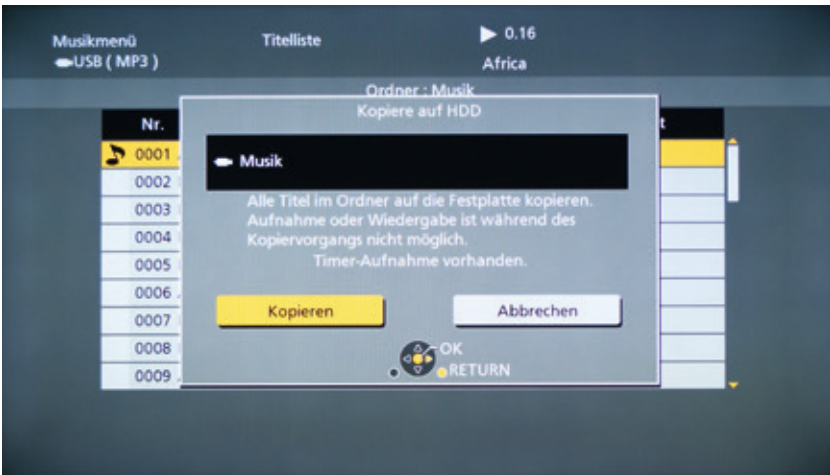 Musikmenü
USB ( MP3 )
Titelliste
0.16
Africa
Ordner : Musik
Kopiere auf HDD
Nr.
t
Musik
Alle Titel im Ordner auf die Festplatte kopieren.
Aufnahme oder Wiedergabe ist während des
Kopiervorgangs nicht möglich.
Timer-Aufnahme vorhanden.
Kopieren
Abbrechen
OK
RETURN
0001
0002
0003
0004
0005
0006
0007
0008
0009